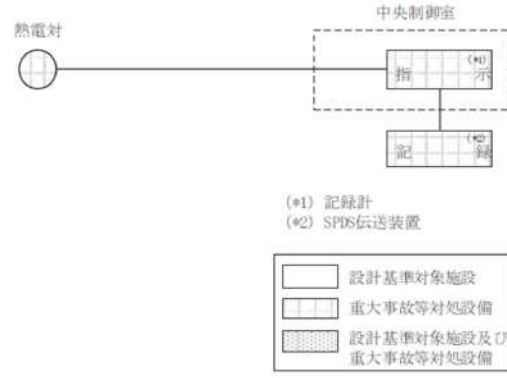 中央制御室
熱電対
(*1)
指 示
(*2)
記 録
(*1) 記録計
(*2) SPDS伝送装置
設計基準対象施設
重大事故等対処設備
設計基準対象施設及び
重大事故等対処設備